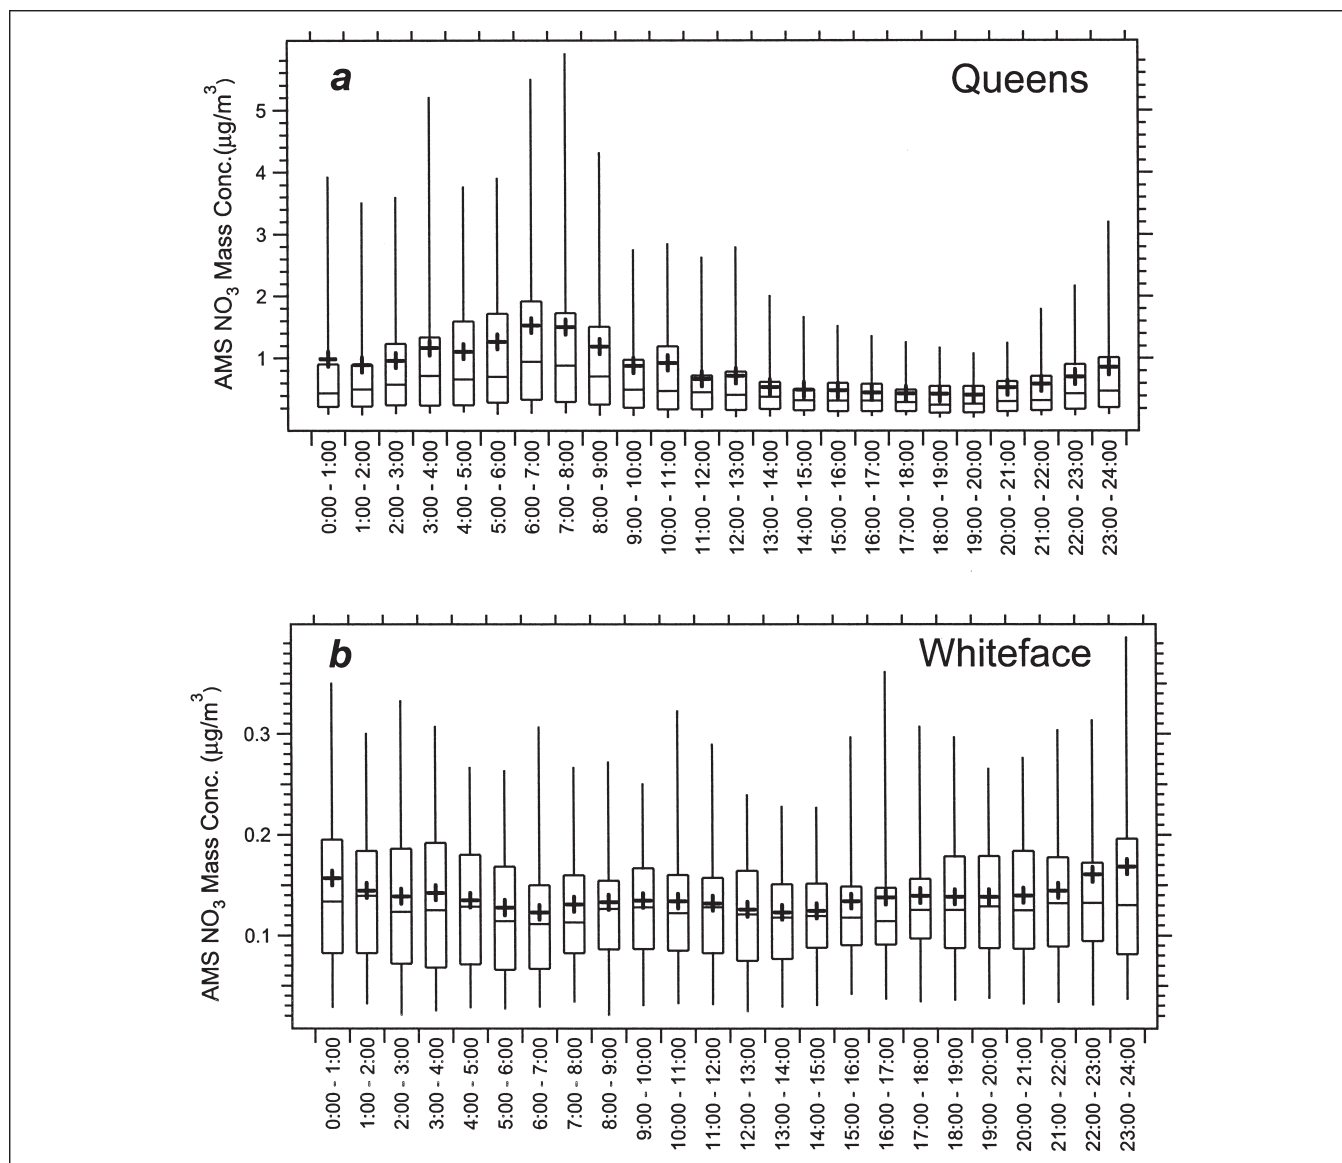 a
Queens
AMS NO3 Mass Conc.(µg/m3)
5
4
3
2
1
0:00 - 1:00
1:00 - 2:00
2:00 - 3:00
3:00 - 4:00
4:00 - 5:00
5:00 - 6:00
6:00 - 7:00
7:00 - 8:00
8:00 - 9:00
9:00 - 10:00
10:00 - 11:00
11:00 - 12:00
12:00 - 13:00
13:00 - 14:00
14:00 - 15:00
15:00 - 16:00
16:00 - 17:00
17:00 - 18:00
18:00 - 19:00
19:00 - 20:00
20:00 - 21:00
21:00 - 22:00
22:00 - 23:00
23:00 - 24:00
b
Whiteface
AMS NO3 Mass Conc. (µg/m3)
0.3
0.2
0.1
0:00 - 1:00
1:00 - 2:00
2:00 - 3:00
3:00 - 4:00
4:00 - 5:00
5:00 - 6:00
6:00 - 7:00
7:00 - 8:00
8:00 - 9:00
9:00 - 10:00
10:00 - 11:00
11:00 - 12:00
12:00 - 13:00
13:00 - 14:00
14:00 - 15:00
15:00 - 16:00
16:00 - 17:00
17:00 - 18:00
18:00 - 19:00
19:00 - 20:00
20:00 - 21:00
21:00 - 22:00
22:00 - 23:00
23:00 - 24:00